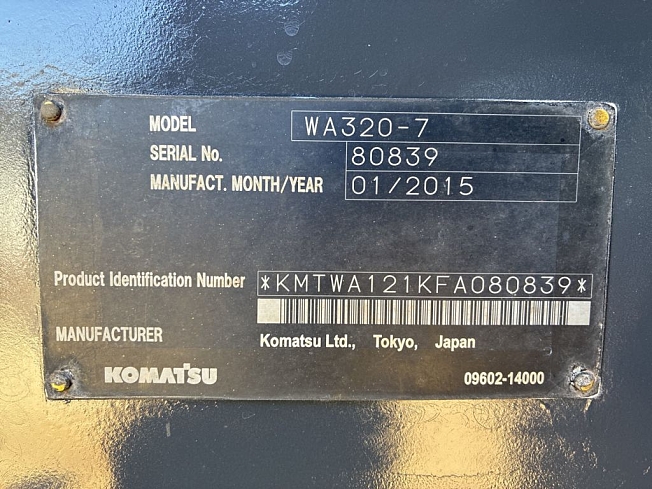 MODEL WA320-7
SERIAL No. 80839
MANUFACT. MONTH/YEAR 01/2015
Product Identification Number *KMTWA121KFA080839*
MANUFACTURER Komatsu Ltd., Tokyo, Japan
KOMATSU 09602-14000